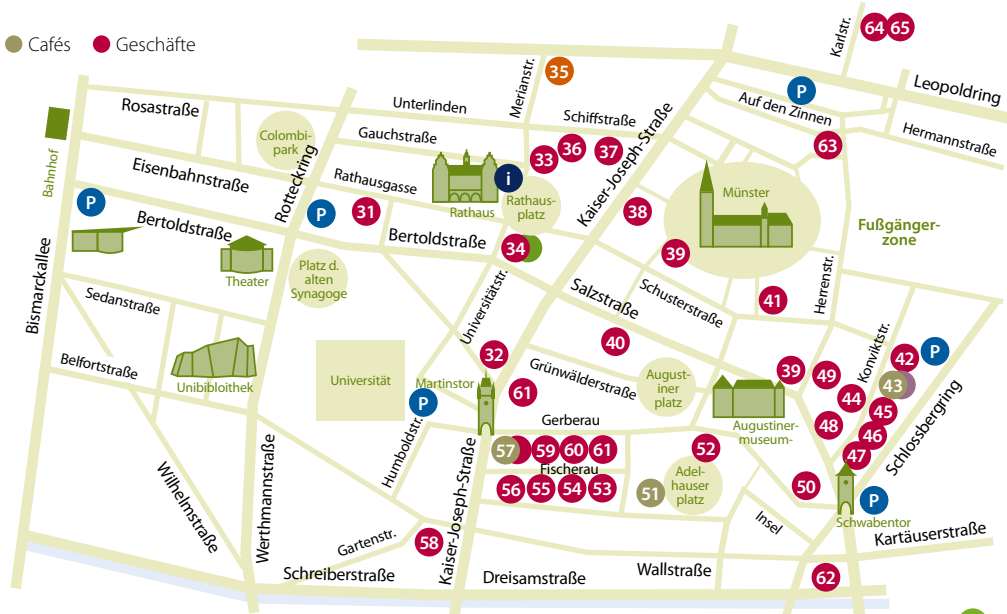 Cafés
Geschäfte
64
65
Karlstr.
35
Merianstr.
Leopoldring
P
Auf den Zinnen
Hermannstraße
Rosastraße
Unterlinden
Schiffstraße
Gauchstraße
Colombi-
park
33
36
37
63
Bahnhof
Eisenbahnstraße
Rotteckring
Rathausgasse
Rathaus
i
Rathaus-
platz
Kaiser-Joseph-Straße
38
Münster
Fußgänger-
zone
P
Bertoldstraße
P
31
Bertoldstraße
34
39
Theater
Platz d.
alten
Synagoge
Bismarckallee
Sedanstraße
Universitätstr.
Salzstraße
Schusterstraße
41
Herrenstr.
Belfortstraße
Unibibliothek
Universität
Martinstor
32
40
Grünwälderstraße
Konviktstr.
42
P
43
39
49
44
45
46
47
48
Schlossbergring
P
61
Augustiner
platz
Augustiner-
museum-
Humboldstr.
Gerberau
57
59
60
61
Fischerau
56
55
54
53
52
51
Adel-
hauser
platz
50
Schwabentor
P
Wilhelmstraße
Werthmannstraße
Kaiser-Joseph-Straße
Insel
Kartäuserstraße
Gartenstr.
58
Schreiberstraße
Dreisamstraße
Wallstraße
62